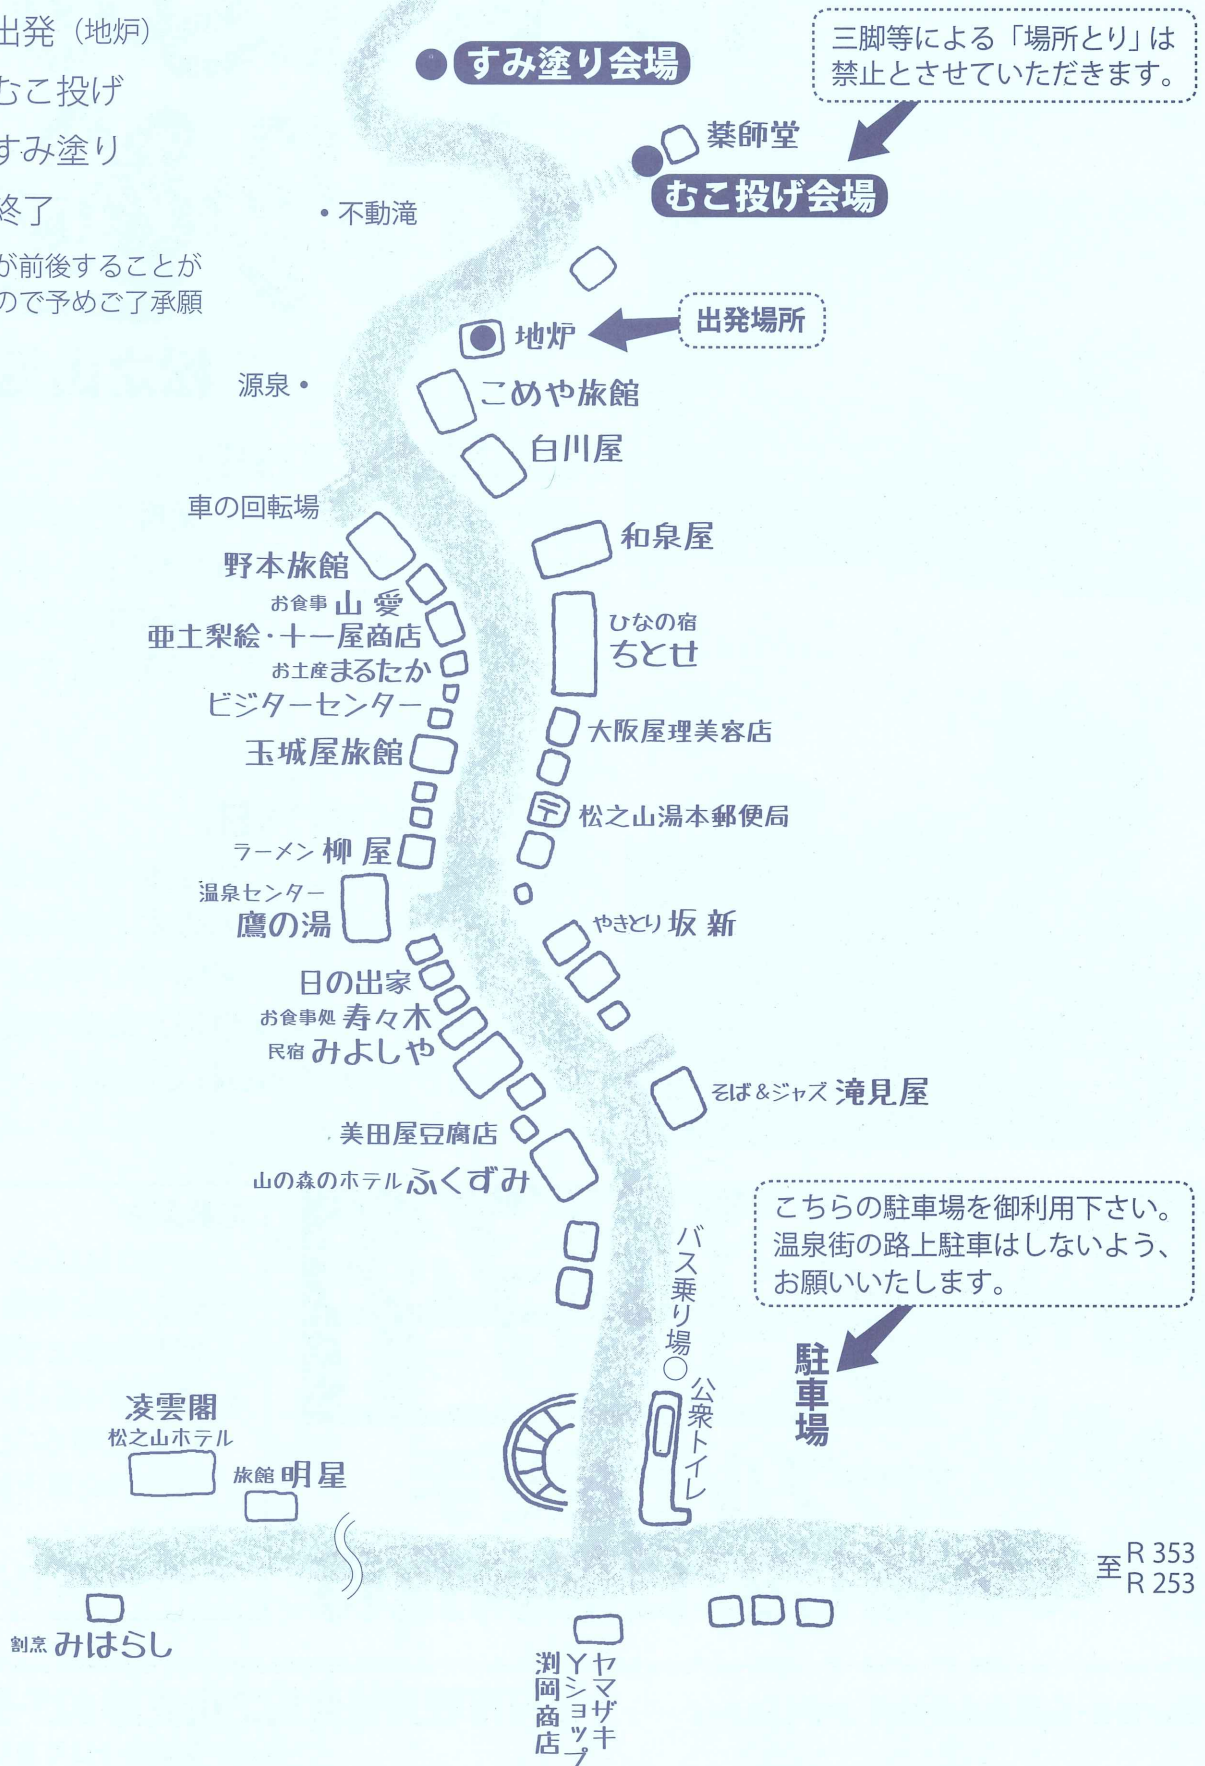 出発（地炉）
むこ投げ
すみ塗り
終了
が前後することが
ので予めご了承願
すみ塗り会場
三脚等による「場所とり」は
禁止とさせていただきます。
薬師堂
むこ投げ会場
・不動滝
地炉
出発場所
源泉・
こめや旅館
白川屋
車の回転場
和泉屋
野本旅館
お食事 山愛
亜土梨絵・十一屋商店
ひなの宿
ちとせ
お土産 まるたか
ビジターセンター
大阪屋理美容店
玉城屋旅館
〒
松之山湯本郵便局
ラーメン 柳屋
温泉センター
鷹の湯
やきとり 坂新
日の出家
お食事処 寿々木
民宿 みよしや
そば＆ジャズ 滝見屋
美田屋豆腐店
山の森のホテル ふくずみ
こちらの駐車場を御利用下さい。
温泉街の路上駐車はしないよう、
お願いいたします。
バス乗り場
駐車場
公衆トイレ
凌雲閣
松之山ホテル
旅館 明星
至 R 353
R 253
割烹 みはらし
ヤマザキ
Yショップ
渕岡商店